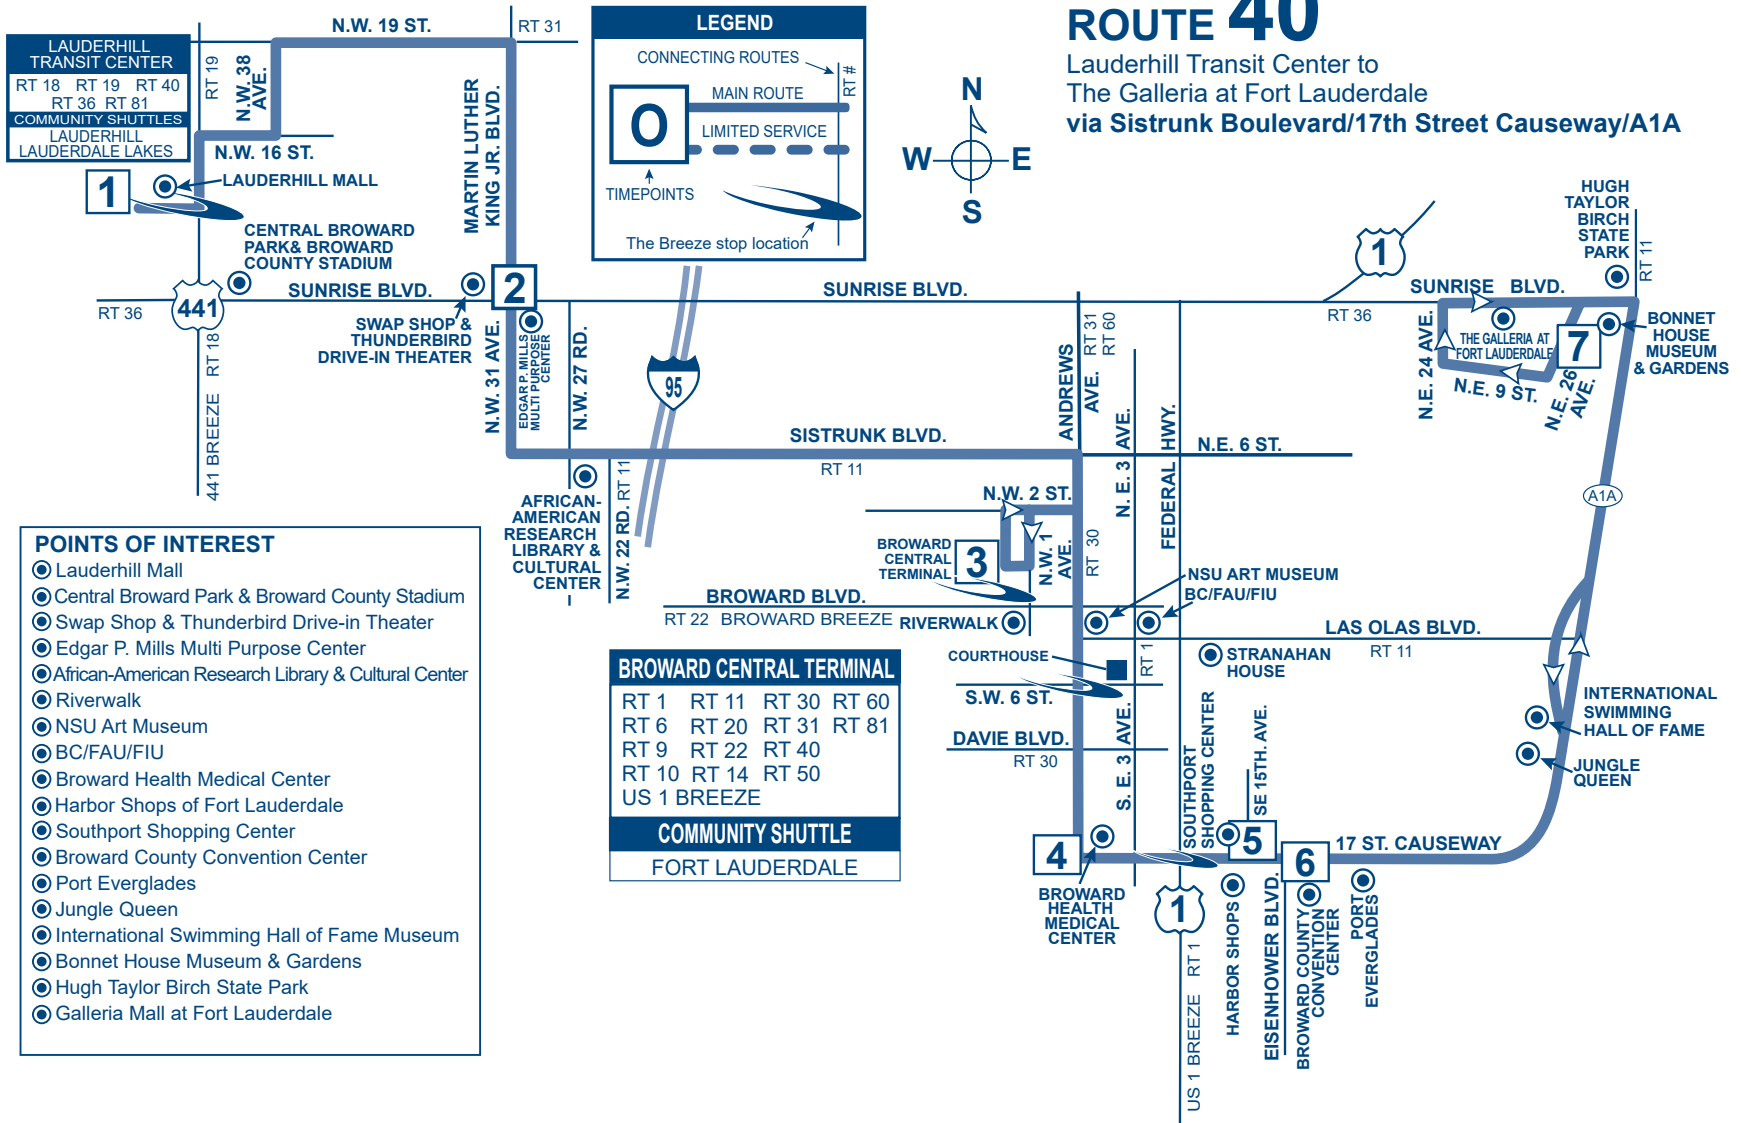 ROUTE 40
Lauderhill Transit Center to
The Galleria at Fort Lauderdale
via Sistrunk Boulevard/17th Street Causeway/A1A
LAUDERHILL
TRANSIT CENTER
RT 18 RT 19 RT 40
RT 36 RT 81
COMMUNITY SHUTTLES
LAUDERHILL
LAUDERDALE LAKES
RT 19
N.W. 38
AVE.
N.W. 19 ST.
RT 31
N.W. 16 ST.
1
LAUDERHILL MALL
MARTIN LUTHER
KING JR. BLVD.
LEGEND
CONNECTING ROUTES
RT #
MAIN ROUTE
O
LIMITED SERVICE
TIMEPOINTS
The Breeze stop location
N
W
E
S
CENTRAL BROWARD
PARK& BROWARD
COUNTY STADIUM
441
RT 36
SUNRISE BLVD.
2
SUNRISE BLVD.
SWAP SHOP &
THUNDERBIRD
DRIVE-IN THEATER
441 BREEZE RT 18
N.W. 31 AVE.
EDGAR P. MILLS
MULTI PURPOSE
CENTER
N.W. 27 RD.
95
ANDREWS
AVE.
RT 31
RT 60
N. E. 3 AVE.
FEDERAL HWY.
1
RT 36
SUNRISE BLVD.
HUGH
TAYLOR
BIRCH
STATE
PARK
RT 11
N.E. 24 AVE.
THE GALLERIA AT
FORT LAUDERDALE
7
BONNET
HOUSE
MUSEUM
& GARDENS
N.E. 9 ST.
N.E. 26
AVE.
SISTRUNK BLVD.
RT 11
N.E. 6 ST.
A1A
AFRICAN-
AMERICAN
RESEARCH
LIBRARY &
CULTURAL
CENTER
N.W. 22 RD. RT 11
N.W. 2 ST.
BROWARD
CENTRAL
TERMINAL
3
N.W. 1
AVE.
RT 30
BROWARD BLVD.
RT 22 BROWARD BREEZE
RIVERWALK
NSU ART MUSEUM
BC/FAU/FIU
LAS OLAS BLVD.
RT 11
COURTHOUSE
RT 1
STRANAHAN
HOUSE
S.W. 6 ST.
DAVIE BLVD.
RT 30
S. E. 3 AVE.
SOUTHPORT
SHOPPING CENTER
SE 15TH. AVE.
INTERNATIONAL
SWIMMING
HALL OF FAME
JUNGLE
QUEEN
4
5
6
17 ST. CAUSEWAY
BROWARD
HEALTH
MEDICAL
CENTER
1
US 1 BREEZE RT 1
HARBOR SHOPS
EISENHOWER BLVD.
BROWARD COUNTY
CONVENTION
CENTER
PORT
EVERGLADES
POINTS OF INTEREST
Lauderhill Mall
Central Broward Park & Broward County Stadium
Swap Shop & Thunderbird Drive-in Theater
Edgar P. Mills Multi Purpose Center
African-American Research Library & Cultural Center
Riverwalk
NSU Art Museum
BC/FAU/FIU
Broward Health Medical Center
Harbor Shops of Fort Lauderdale
Southport Shopping Center
Broward County Convention Center
Port Everglades
Jungle Queen
International Swimming Hall of Fame Museum
Bonnet House Museum & Gardens
Hugh Taylor Birch State Park
Galleria Mall at Fort Lauderdale
BROWARD CENTRAL TERMINAL
RT 1 RT 11 RT 30 RT 60
RT 6 RT 20 RT 31 RT 81
RT 9 RT 22 RT 40
RT 10 RT 14 RT 50
US 1 BREEZE
COMMUNITY SHUTTLE
FORT LAUDERDALE